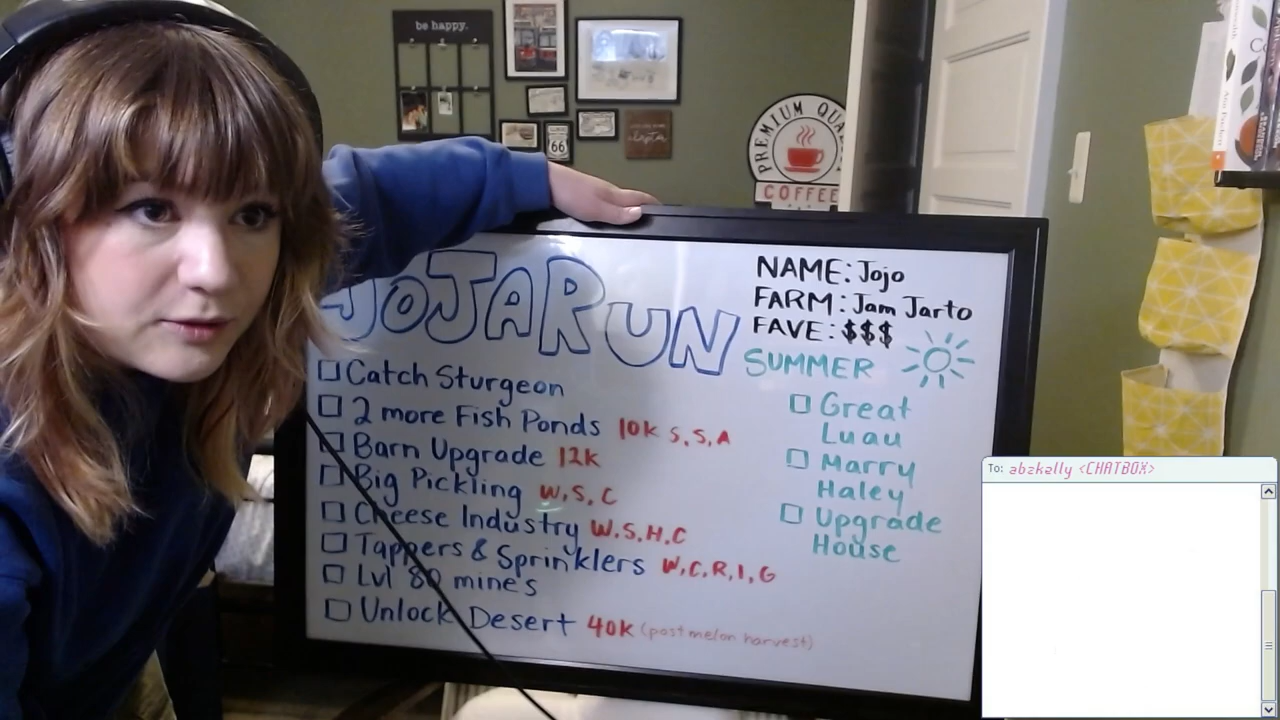 be happy.
66
PREMIUM QUA
COFFEE
JOJA RUN
NAME: Jojo
FARM: Jam Jarto
FAVE: $$$
SUMMER
Catch Sturgeon
2 more Fish Ponds 10K S, S, A
Barn Upgrade 12K
Big Pickling W, S, C
Cheese Industry W, S, H, C
Tappers & Sprinklers W, C, R, I, G
Lvl 80 mines
Unlock Desert 40K (post melon harvest)
Great
Luau
Marry
Haley
Upgrade
House
To: abzkelly <CHATBOX>